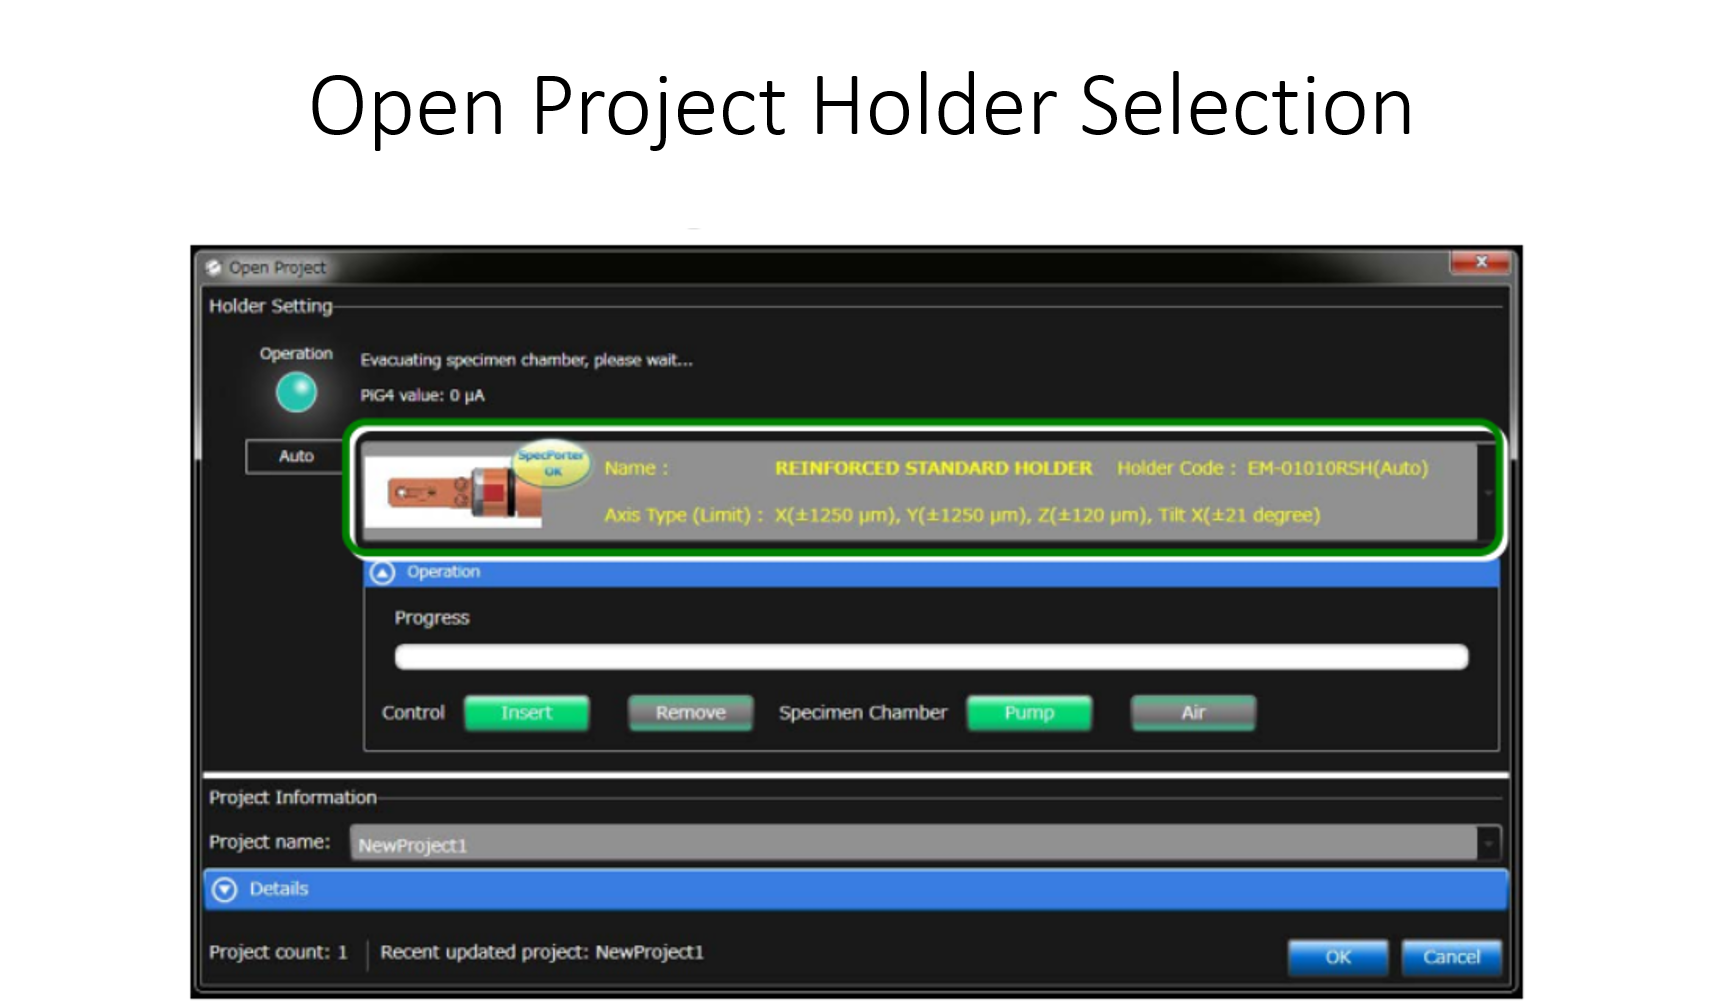 Open Project Holder Selection
Open Project
Holder Setting
Operation
Evacuating specimen chamber, please wait...
PiG4 value: 0 µA
Auto
SpecPorter
OK
Name : REINFORCED STANDARD HOLDER Holder Code : EM-01010RSH(Auto)
Axis Type (Limit) : X(±1250 µm), Y(±1250 µm), Z(±120 µm), Tilt X(±21 degree)
Operation
Progress
Control Insert Remove Specimen Chamber Pump Air
Project Information
Project name: NewProject1
Details
Project count: 1 Recent updated project: NewProject1
OK Cancel